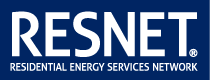 RESNET®
RESIDENTIAL ENERGY SERVICES NETWORK